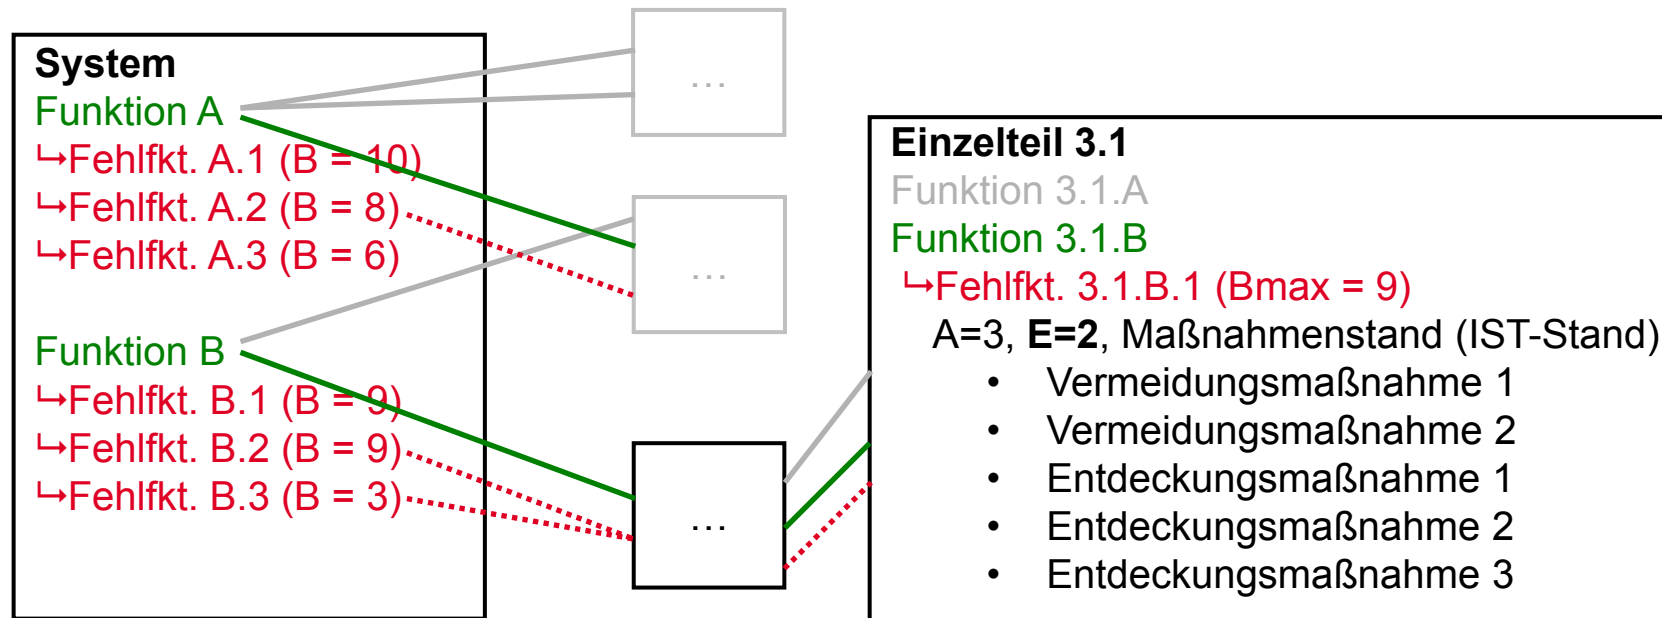 System
Funktion A
↳Fehlfkt. A.1 (B = 10)
↳Fehlfkt. A.2 (B = 8)
↳Fehlfkt. A.3 (B = 6)
Funktion B
↳Fehlfkt. B.1 (B = 9)
↳Fehlfkt. B.2 (B = 9)
↳Fehlfkt. B.3 (B = 3)
...
...
...
Einzelteil 3.1
Funktion 3.1.A
Funktion 3.1.B
↳Fehlfkt. 3.1.B.1 (Bmax = 9)
A=3, E=2, Maßnahmenstand (IST-Stand)
• Vermeidungsmaßnahme 1
• Vermeidungsmaßnahme 2
• Entdeckungsmaßnahme 1
• Entdeckungsmaßnahme 2
• Entdeckungsmaßnahme 3